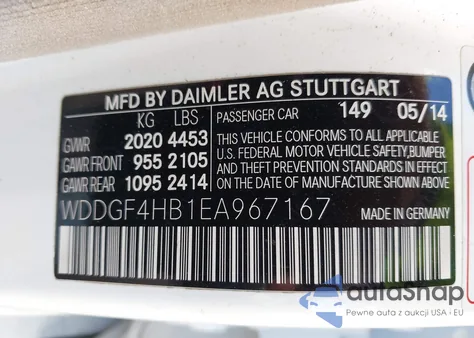 MFD BY DAIMLER AG STUTTGART
KG LBS
GVWR 2020 4453
GAWR FRONT 955 2105
GAWR REAR 1095 2414
PASSENGER CAR 149 05/14
THIS VEHICLE CONFORMS TO ALL APPLICABLE
U.S. FEDERAL MOTOR VEHICLE SAFETY,BUMPER
AND THEFT PREVENTION STANDARDS IN EFFECT
ON THE DATE OF MANUFACTURE SHOWN ABOVE.
WDDGF4HB1EA967167 MADE IN GERMANY
autoSnap
Pewne auta z aukcji USA i EU